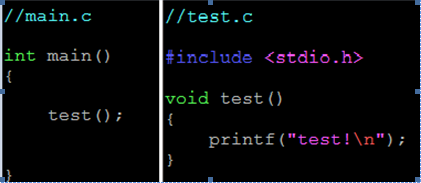 //main.c
int main()
{
    test();
}
//test.c
#include <stdio.h>
void test()
{
    printf("test!\n");
}